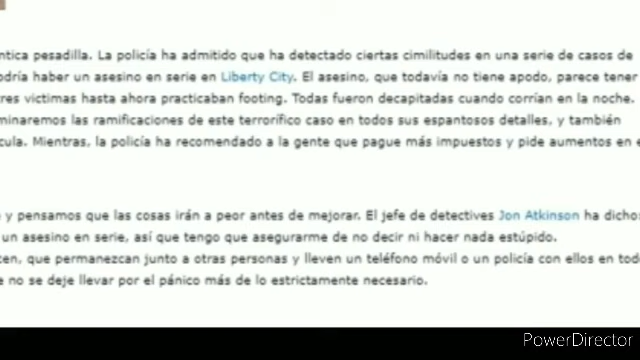 ntica pesadilla. La policía ha admitido que ha detectado ciertas cimilitudes en una serie de casos de
odría haber un asesino en serie en Liberty City. El asesino, que todavía no tiene apodo, parece tener
tres victimas hasta ahora practicaban footing. Todas fueron decapitadas cuando corrían en la noche.
minaremos las ramificaciones de este terrorífico caso en todos sus espantosos detalles, y también
cula. Mientras, la policía ha recomendado a la gente que pague más impuestos y pide aumentos en e
y pensamos que las cosas irán a peor antes de mejorar. El jefe de detectives Jon Atkinson ha dicho
un asesino en serie, así que tengo que asegurarme de no decir ni hacer nada estúpido.
ten, que permanezcan junto a otras personas y lleven un teléfono móvil o un policía con ellos en tod
e no se deje llevar por el pánico más de lo estrictamente necesario.
PowerDirector